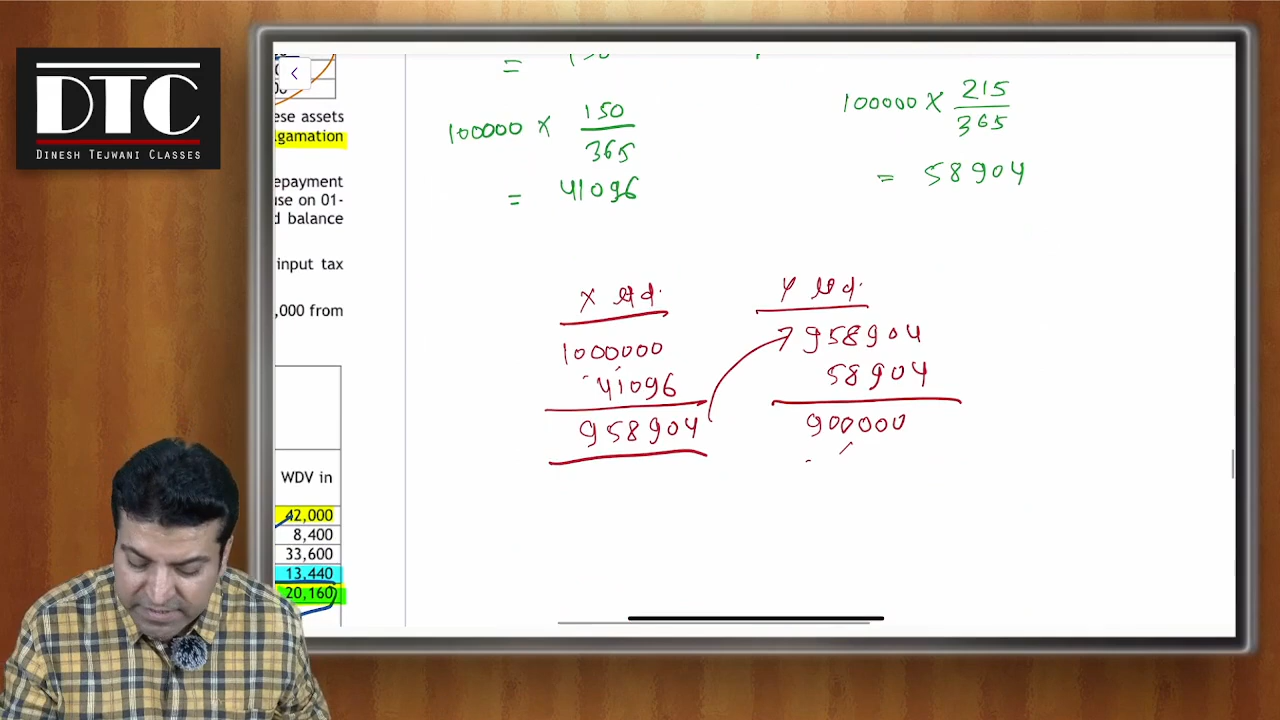 DTC
DINESH TEJWANI CLASSES
ese assets
lgamation
epayment
use on 01-
d balance
input tax
,000 from
WDV in
42,000
8,400
33,600
13,440
20,160
=
100000 × 150/365
= 41096
100000 × 215/365
= 58904
X Ltd.
1000000
41096
958904
Y Ltd.
958904
58904
900000